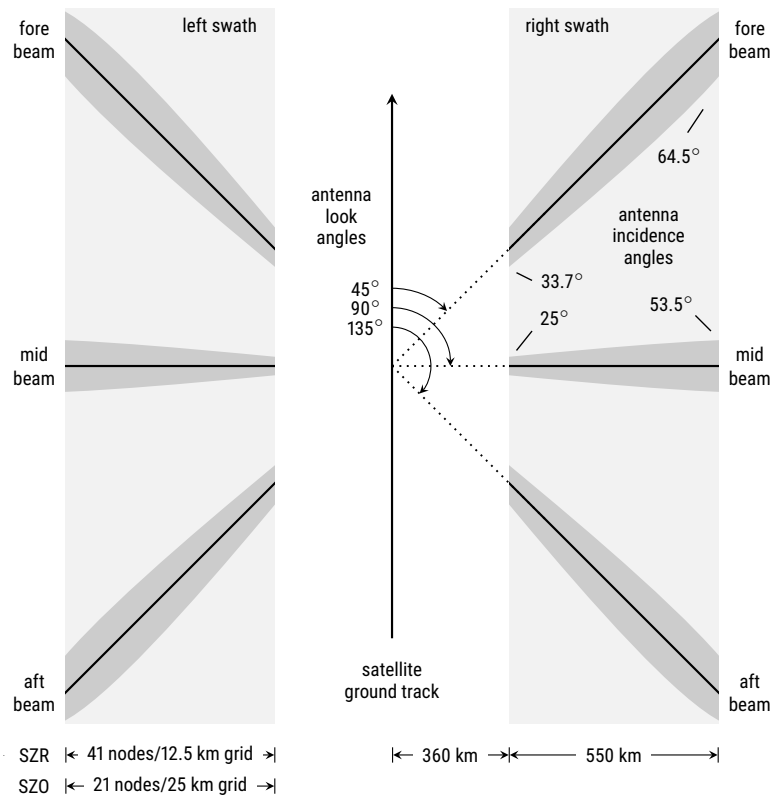 fore
beam
left swath
right swath
fore
beam
64.5°
antenna
look
angles
antenna
incidence
angles
45°
90°
135°
33.7°
25°
53.5°
mid
beam
mid
beam
aft
beam
satellite
ground track
aft
beam
SZR 41 nodes/12.5 km grid 360 km 550 km
SZO 21 nodes/25 km grid